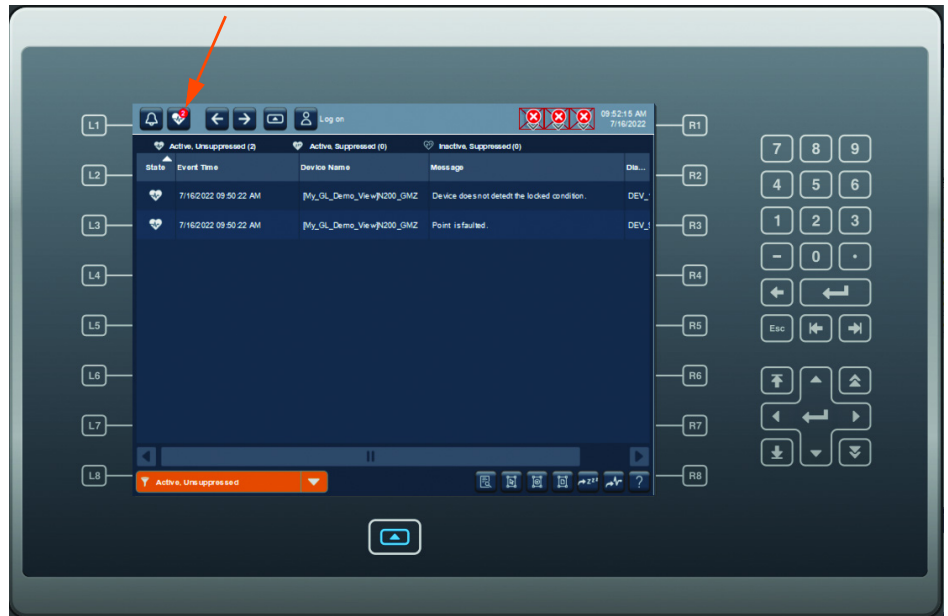 2
Log on
09:52:15 AM
7/16/2022
Active, Unsuppressed (2)
Active, Suppressed (0)
Inactive, Suppressed (0)
State
Event Time
Device Name
Message
Dia...
7/16/2022 09:50:22 AM
[My_GL_Demo_View]N200_GMZ
Device does not detedt the locked condition.
DEV_
7/16/2022 09:50:22 AM
[My_GL_Demo_View]N200_GMZ
Point is faulted.
DEV_
Active, Unsuppressed
zzz
?
L1
L2
L3
L4
L5
L6
L7
L8
R1
R2
R3
R4
R5
R6
R7
R8
7 8 9
4 5 6
1 2 3
- 0 .
Esc